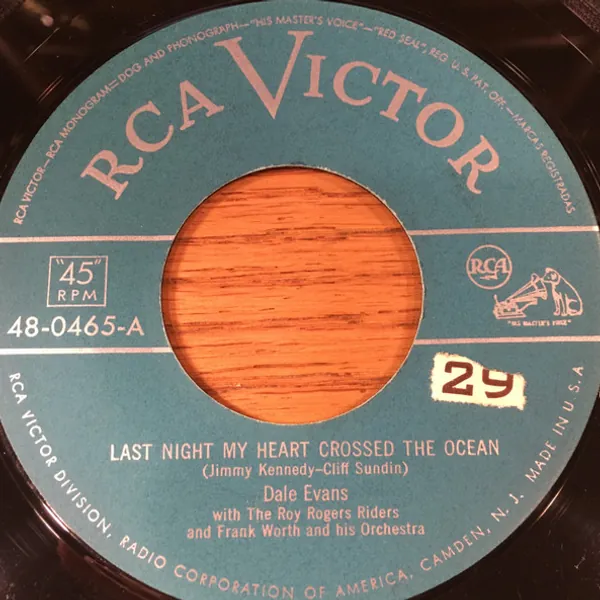 RCA VICTOR—RCA MONOGRAM—DOG AND PHONOGRAPH—"HIS MASTER'S VOICE"—"RED SEAL", REG. U.S. PAT. OFF.—MARCAS REGISTRADAS
RCA VICTOR
"45"
RPM
48-0465-A
RCA
"HIS MASTER'S VOICE"
29
LAST NIGHT MY HEART CROSSED THE OCEAN
(Jimmy Kennedy–Cliff Sundin)
Dale Evans
with The Roy Rogers Riders
and Frank Worth and his Orchestra
RCA VICTOR DIVISION, RADIO CORPORATION OF AMERICA, CAMDEN, N. J. MADE IN U.S.A.